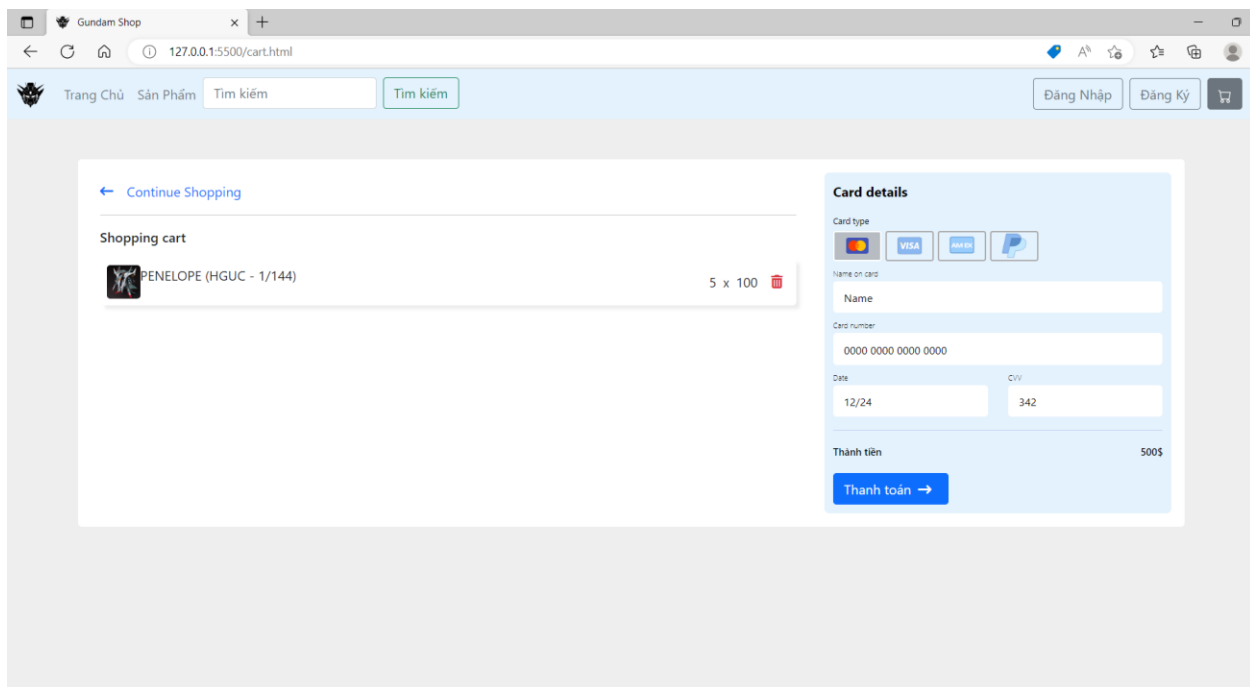 Gundam Shop
127.0.0.1:5500/cart.html
Trang Chủ Sản Phẩm Tìm kiếm Tìm kiếm Đăng Nhập Đăng Ký
Continue Shopping
Shopping cart
PENELOPE (HGUC - 1/144) 5 x 100
Card details
Card type
VISA AM EX
Name on card
Name
Card number
0000 0000 0000 0000
Date CVV
12/24 342
Thành tiền 500$
Thanh toán